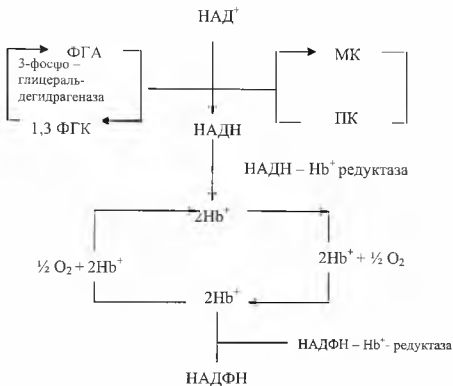 НАД⁺
ФГА
3-фосфо –
глицераль-
дегидрагеназа
1,3 ФГК
МК
ПК
НАДН
НАДН – Hb⁺ редуктаза
2Hb⁺
½ O₂ + 2Hb⁺
2Hb⁺ + ½ O₂
2Hb⁺
НАДФН – Hb⁺- редуктаза
НАДФН